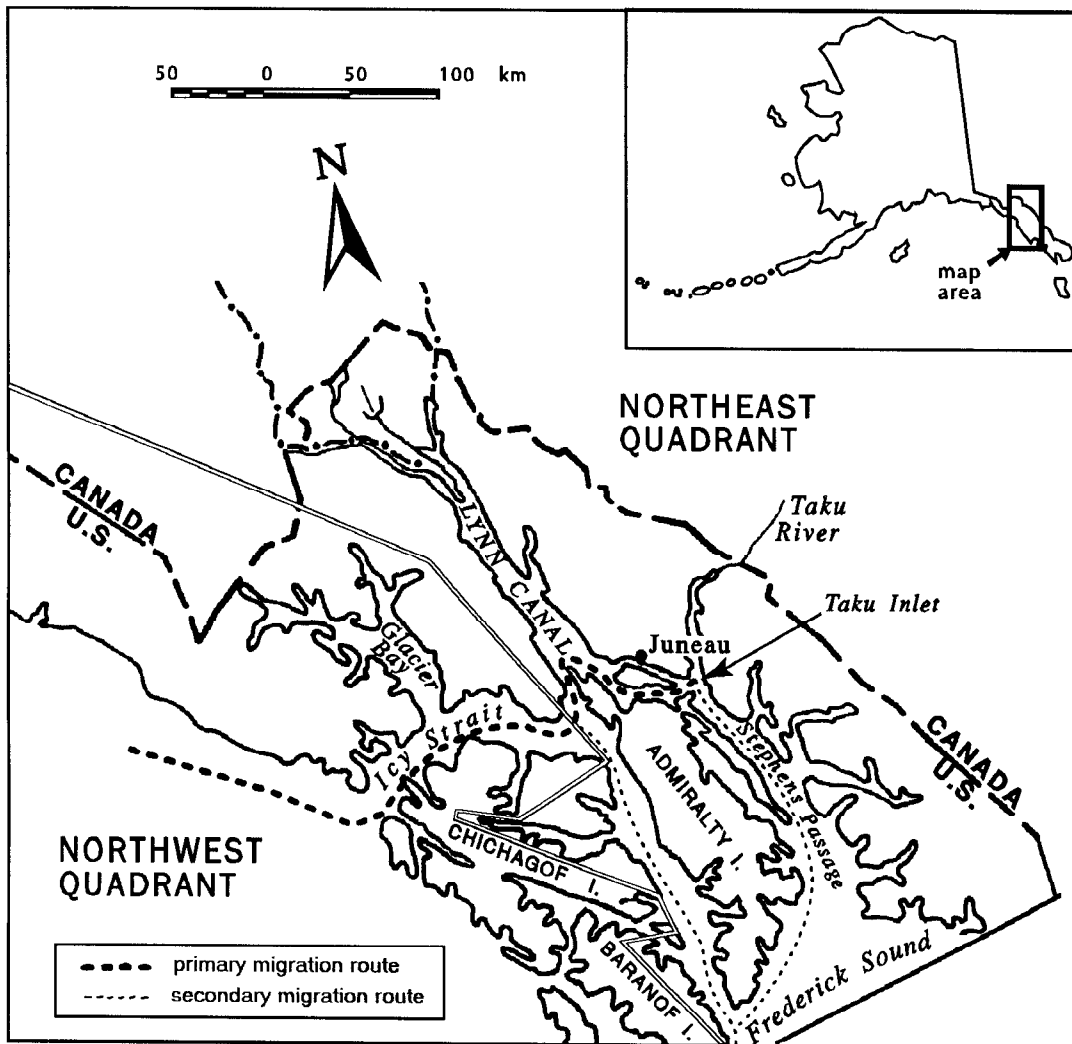 50 0 50 100 km
N
map
area
NORTHEAST
QUADRANT
CANADA
U.S.
LYNN CANAL
Taku
River
Taku Inlet
Glacier
Bay
Juneau
Icy Strait
Stephens Passage
ADMIRALTY I.
CANADA
U.S.
CHICHAGOF I.
NORTHWEST
QUADRANT
BARANOF I.
Frederick Sound
primary migration route
secondary migration route